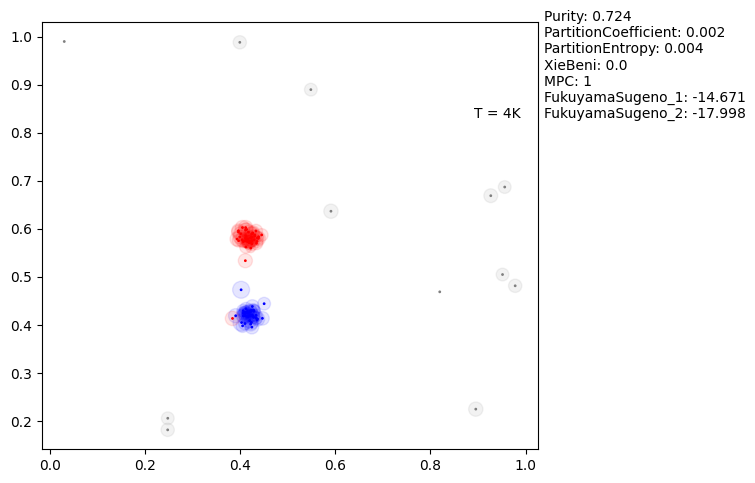 Purity: 0.724
PartitionCoefficient: 0.002
PartitionEntropy: 0.004
XieBeni: 0.0
MPC: 1
FukuyamaSugeno_1: -14.671
FukuyamaSugeno_2: -17.998
T = 4K
1.0
0.9
0.8
0.7
0.6
0.5
0.4
0.3
0.2
0.0 0.2 0.4 0.6 0.8 1.0